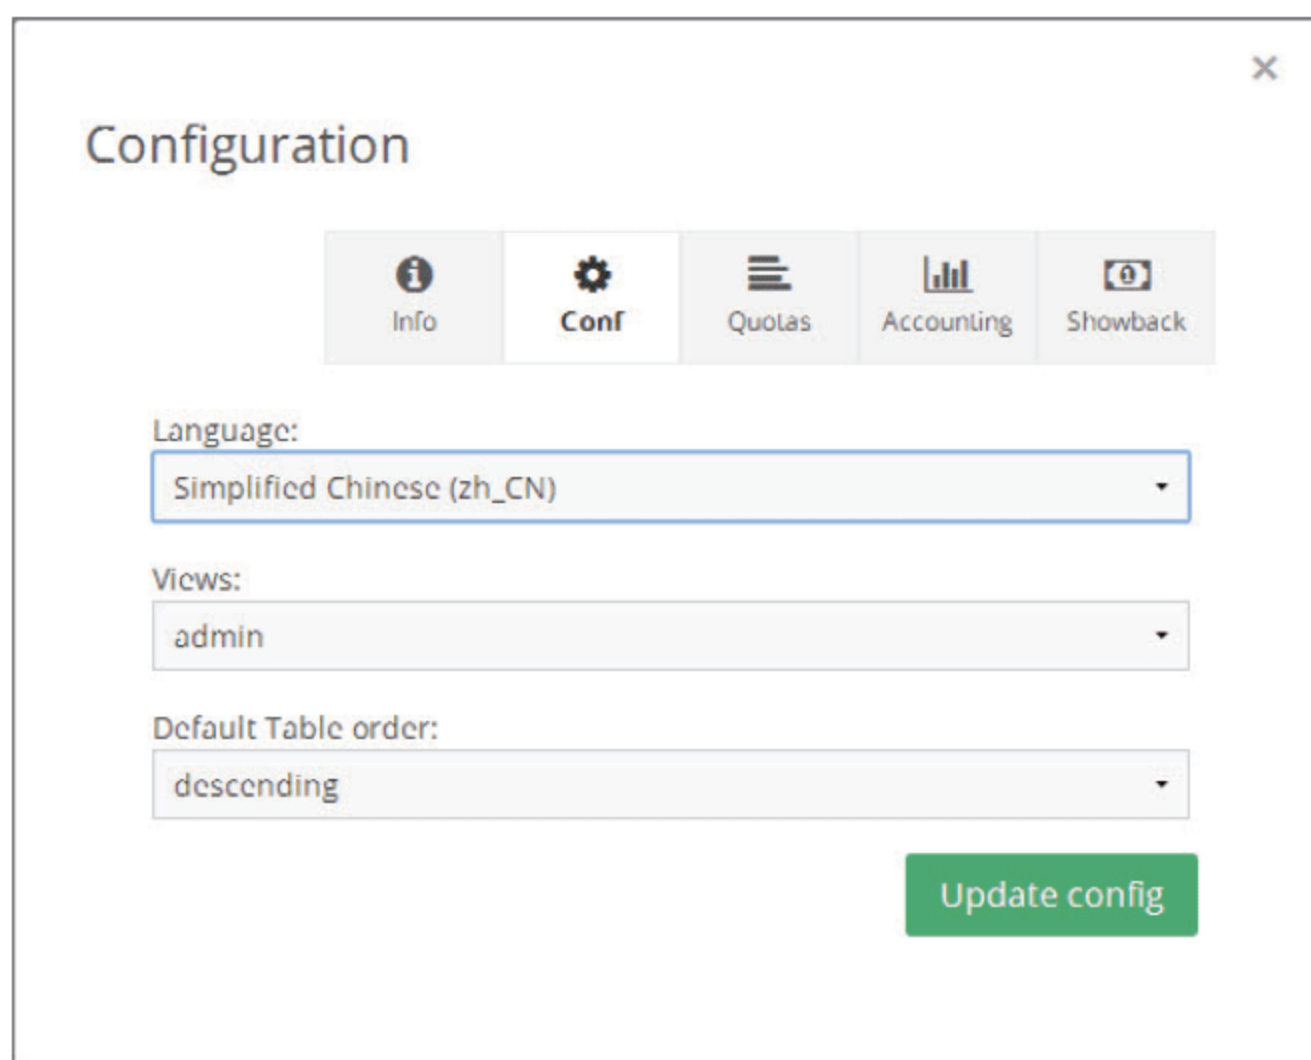 Configuration
Info Conf Quotas Accounting Showback
Language:
Simplified Chinese (zh_CN)
Views:
admin
Default Table order:
descending
Update config